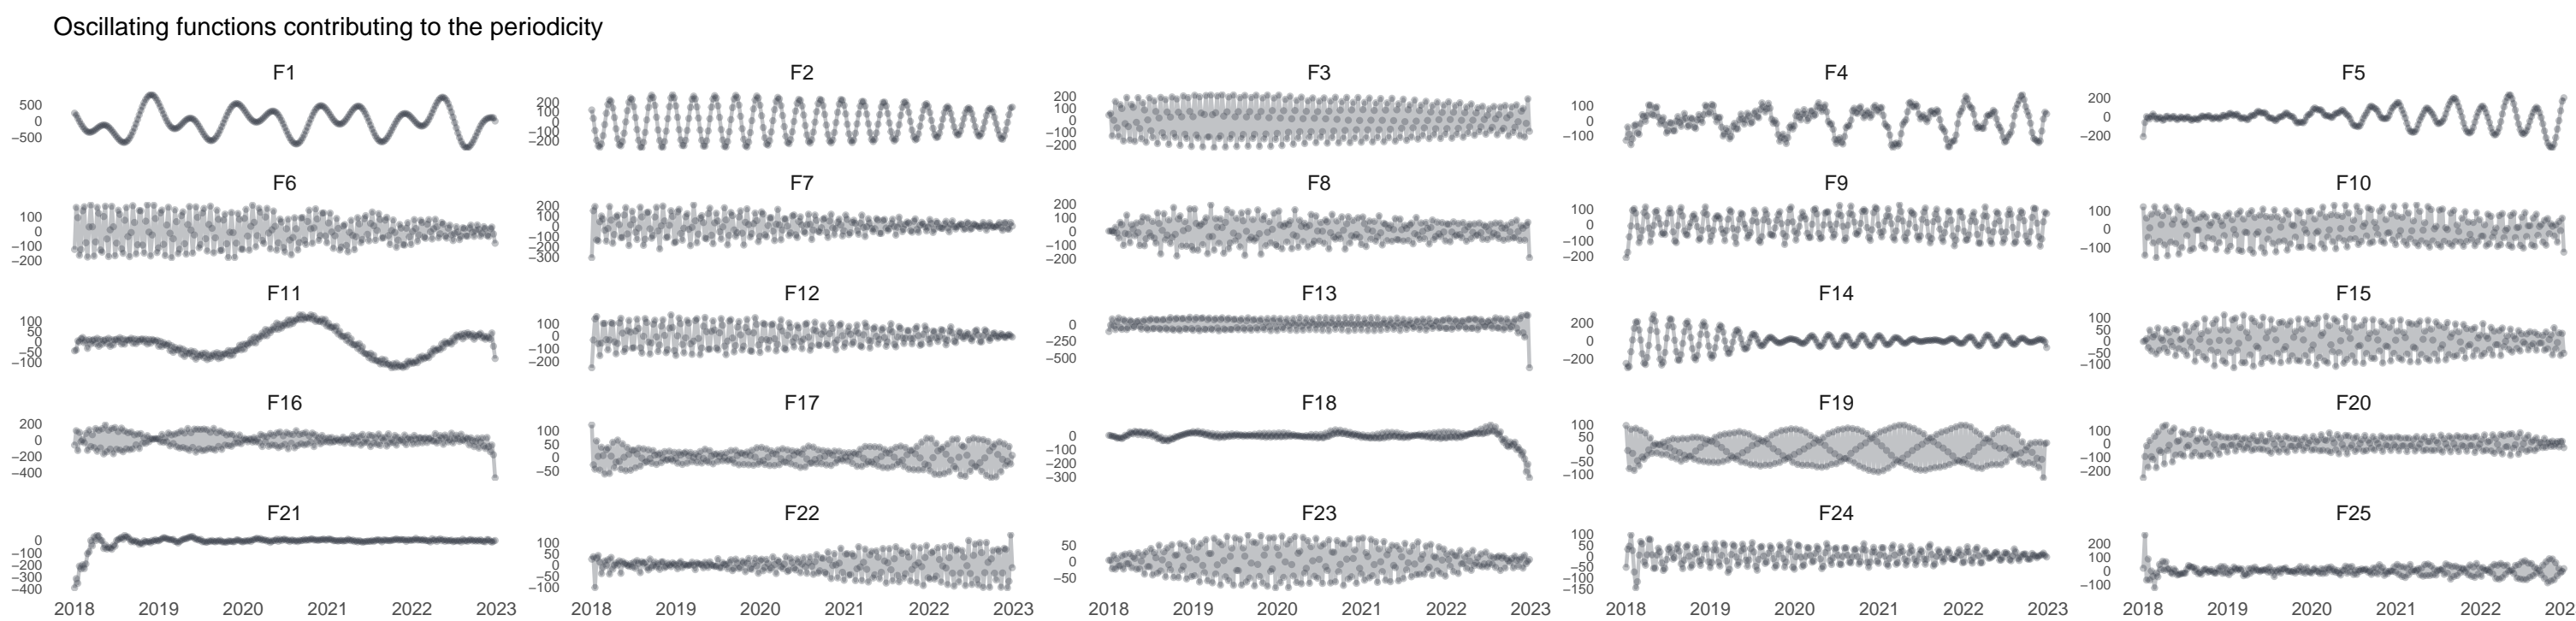 Oscillating functions contributing to the periodicity
F1 F2 F3 F4 F5
500 0 −500
200 100 0 −100 −200
200 100 0 −100 −200
100 0 −100
200 0 −200
F6 F7 F8 F9 F10
100 0 −100 −200
200 100 0 −100 −200 −300
200 100 0 −100 −200
100 0 −100 −200
100 0 −100
F11 F12 F13 F14 F15
100 50 0 −50 −100
100 0 −100 −200
0 −250 −500
200 0 −200
100 50 0 −50 −100
F16 F17 F18 F19 F20
200 0 −200 −400
100 50 0 −50
0 −100 −200 −300
100 50 0 −50 −100
100 0 −100 −200
F21 F22 F23 F24 F25
0 −100 −200 −300 −400
100 50 0 −50 −100
50 0 −50
100 50 0 −50 −100 −150
200 100 0 −100
2018 2019 2020 2021 2022 2023 2018 2019 2020 2021 2022 2023 2018 2019 2020 2021 2022 2023 2018 2019 2020 2021 2022 2023 2018 2019 2020 2021 2022 202